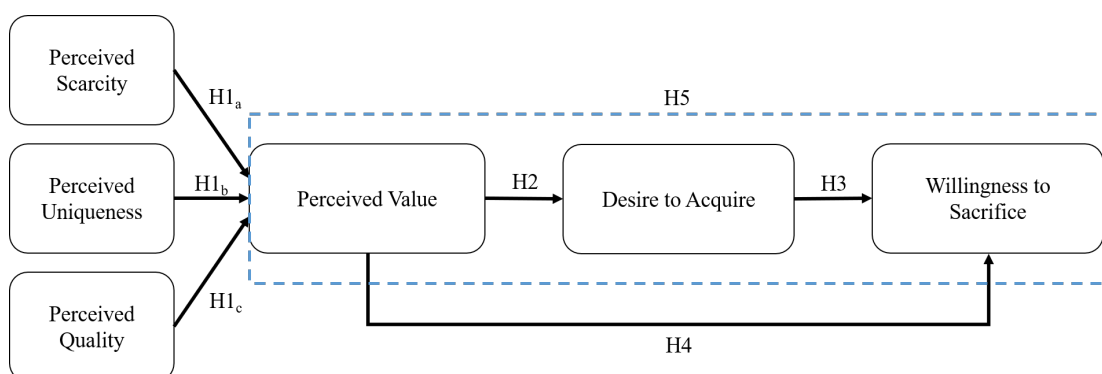 Perceived
Scarcity
H1a
H5
Perceived
Uniqueness
H1b
Perceived Value
H2
Desire to Acquire
H3
Willingness to
Sacrifice
Perceived
Quality
H1c
H4